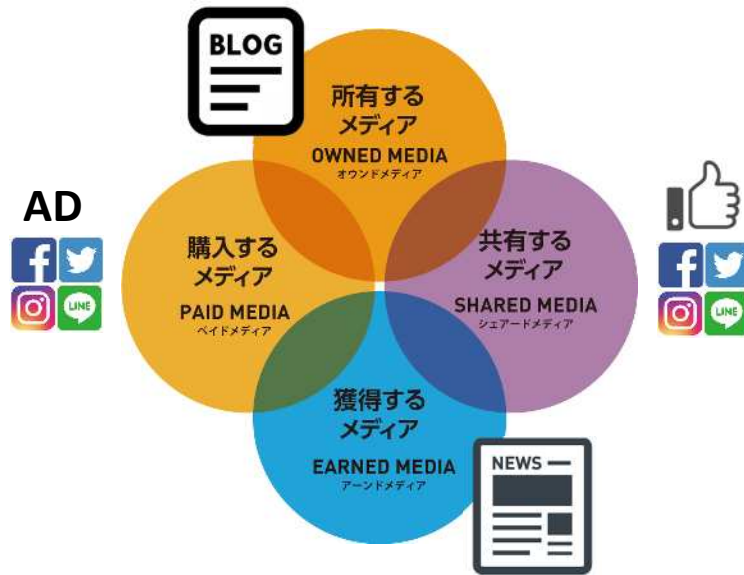 BLOG
所有する
メディア
OWNED MEDIA
オウンドメディア
AD
LINE
購入する
メディア
PAID MEDIA
ペイドメディア
共有する
メディア
SHARED MEDIA
シェアードメディア
LINE
獲得する
メディア
EARNED MEDIA
アーンドメディア
NEWS